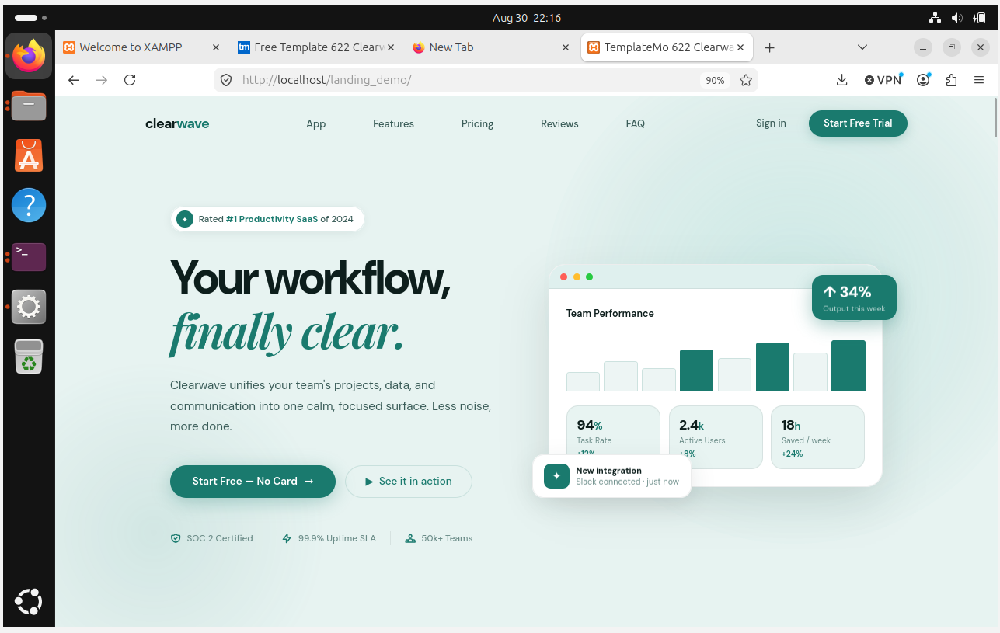 Aug 30 22:16
Welcome to XAMPP
Free Template 622 Clearw
New Tab
TemplateMo 622 Clearwa
http://localhost/landing_demo/
90%
VPN
clearwave
App
Features
Pricing
Reviews
FAQ
Sign in
Start Free Trial
Rated #1 Productivity SaaS of 2024
Your workflow,
finally clear.
Clearwave unifies your team's projects, data, and
communication into one calm, focused surface. Less noise,
more done.
Start Free — No Card →
▶ See it in action
SOC 2 Certified
99.9% Uptime SLA
50k+ Teams
↑ 34%
Output this week
Team Performance
94%
Task Rate
+12%
2.4k
Active Users
+8%
18h
Saved / week
+24%
New integration
Slack connected · just now